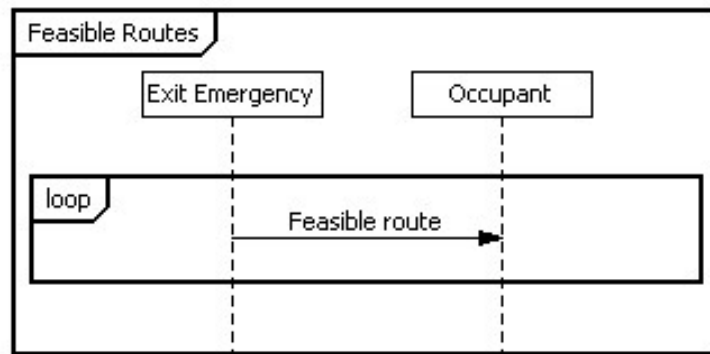 Feasible Routes
Exit Emergency
Occupant
loop
Feasible route